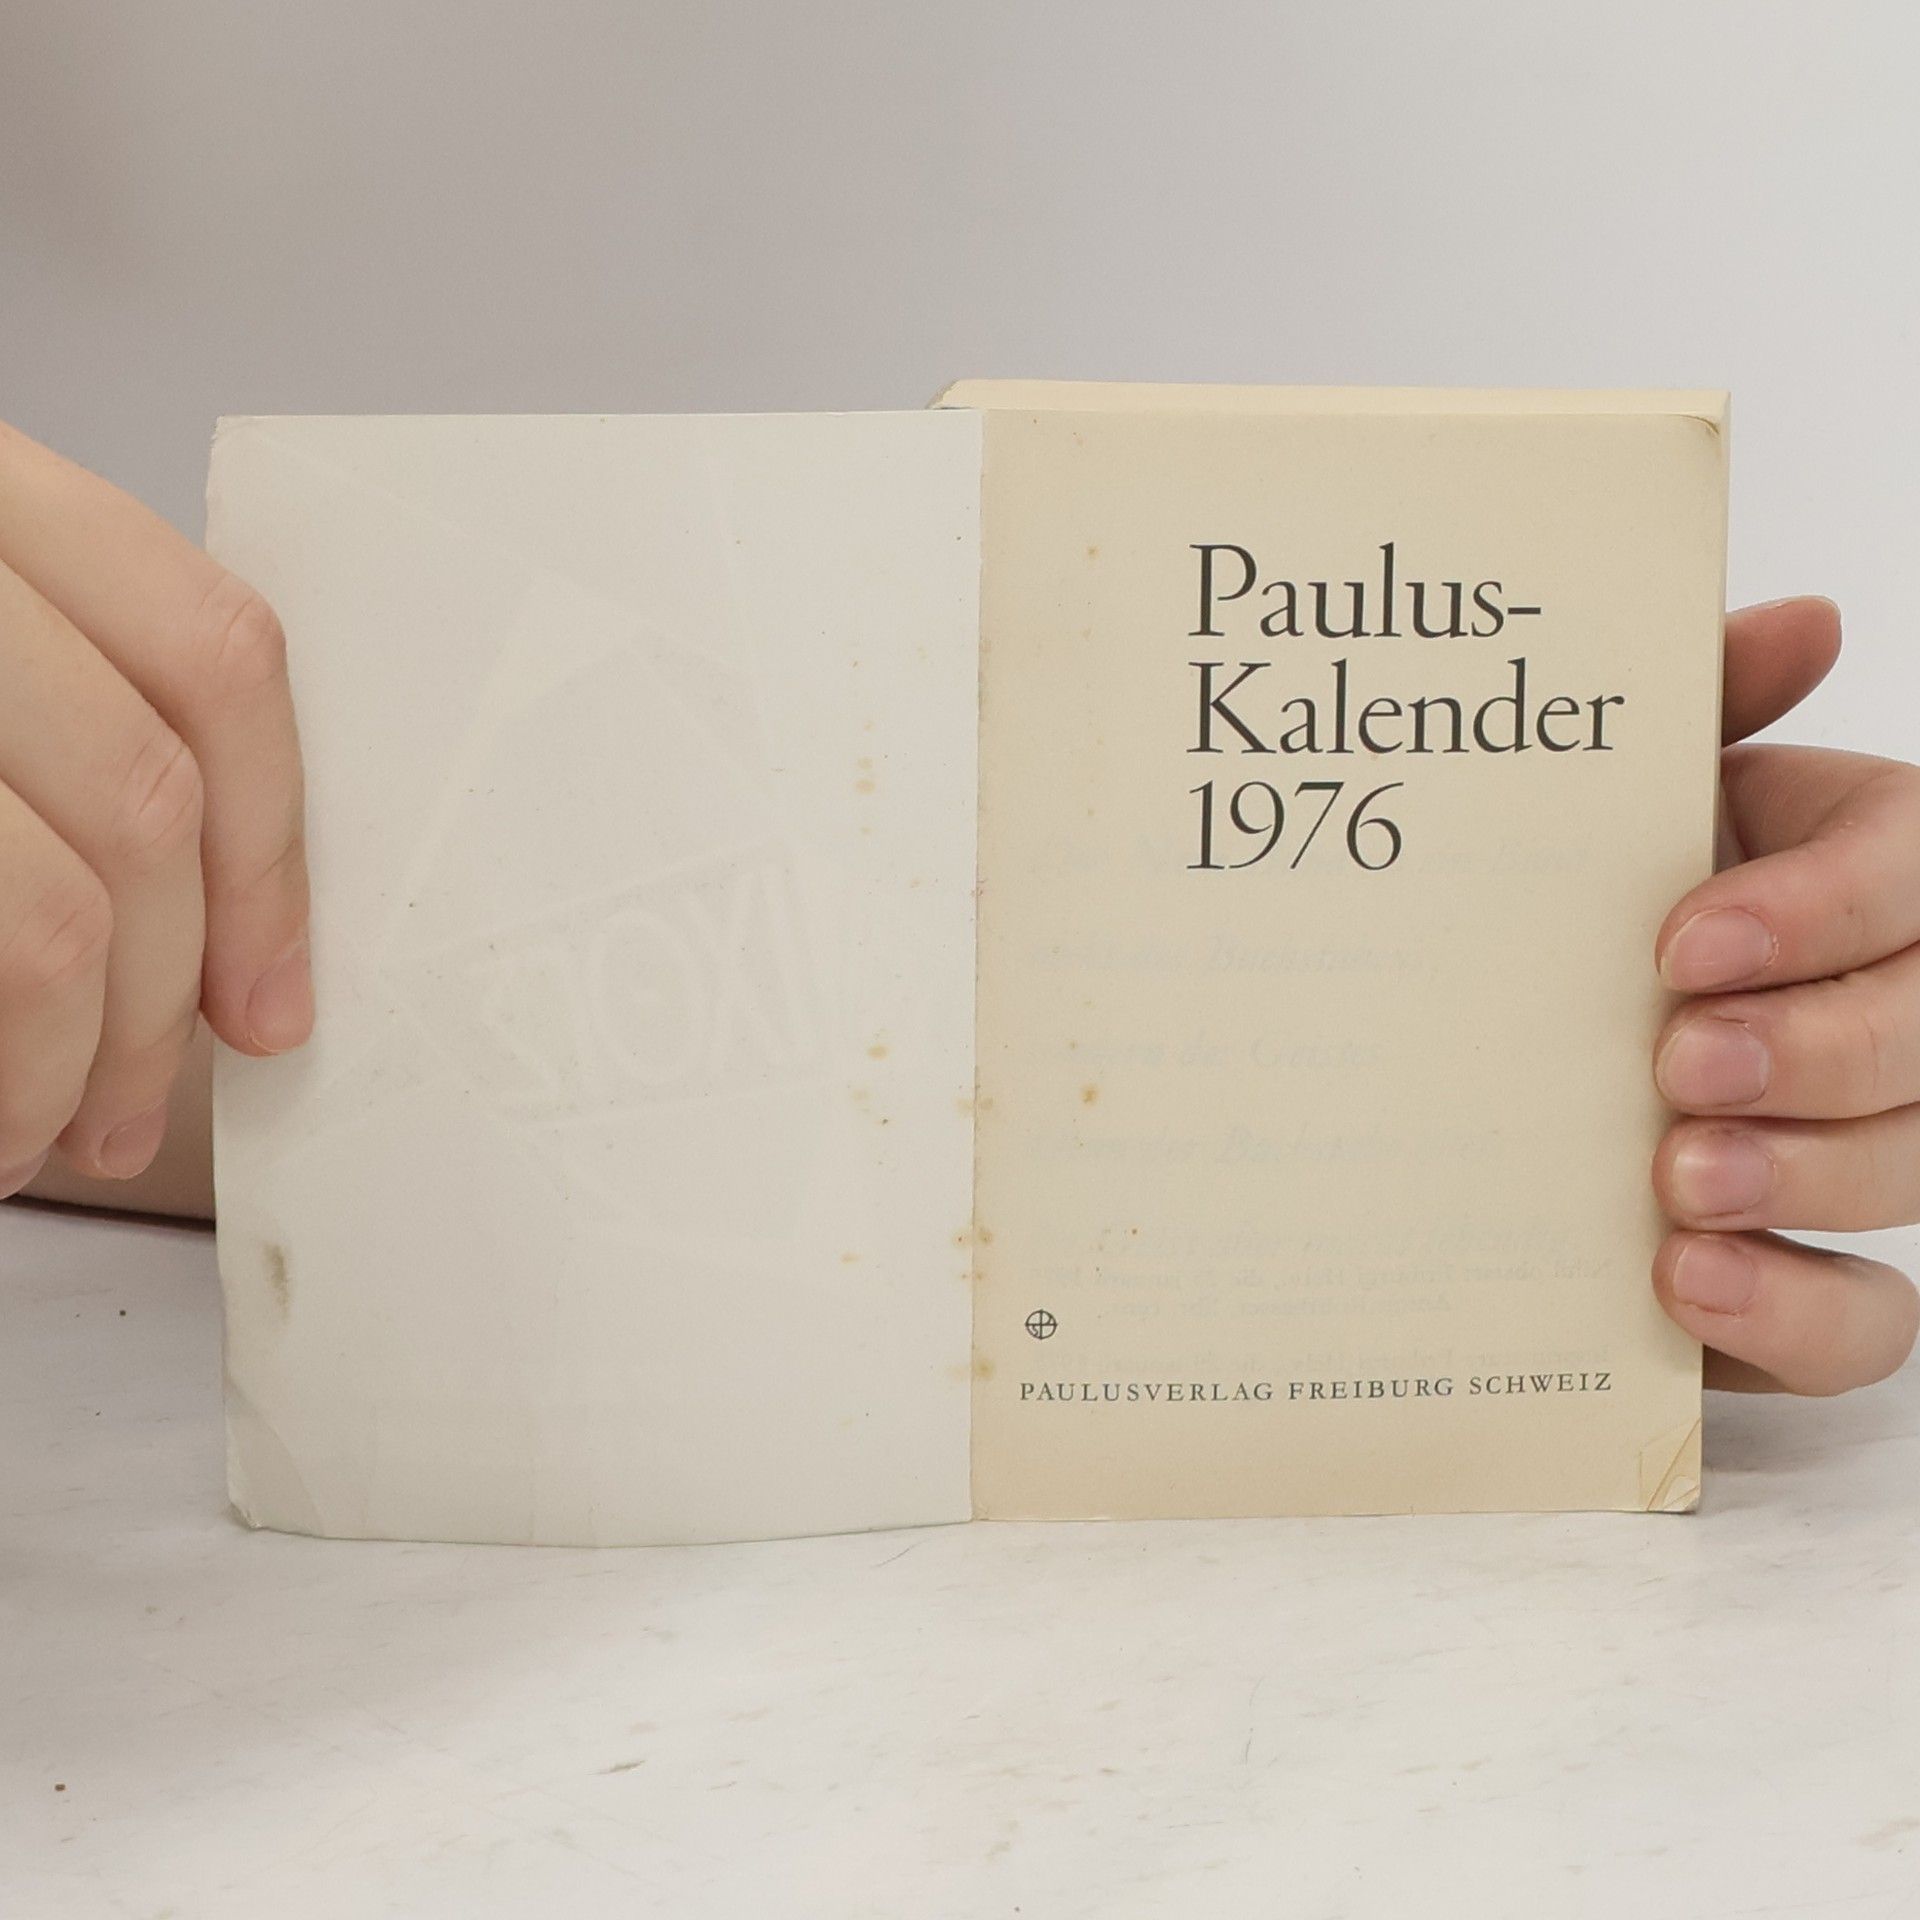 Paulus-
Kalender
1976
PAULUSVERLAG FREIBURG SCHWEIZ